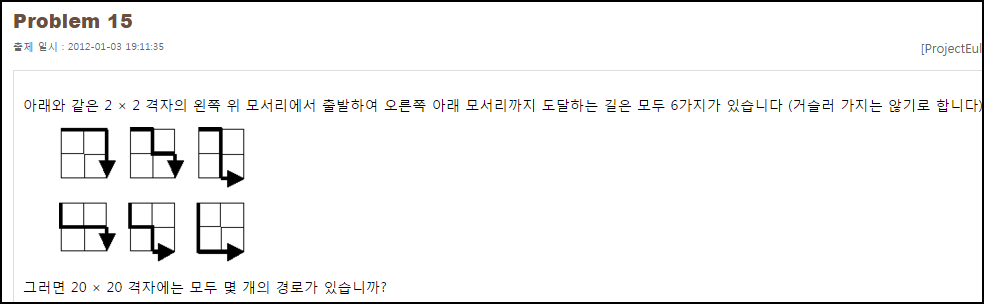 Problem 15
출제 일시 : 2012-01-03 19:11:35
[ProjectEul
아래와 같은 2 × 2 격자의 왼쪽 위 모서리에서 출발하여 오른쪽 아래 모서리까지 도달하는 길은 모두 6가지가 있습니다 (거슬러 가지는 않기로 합니다)
그러면 20 × 20 격자에는 모두 몇 개의 경로가 있습니까?